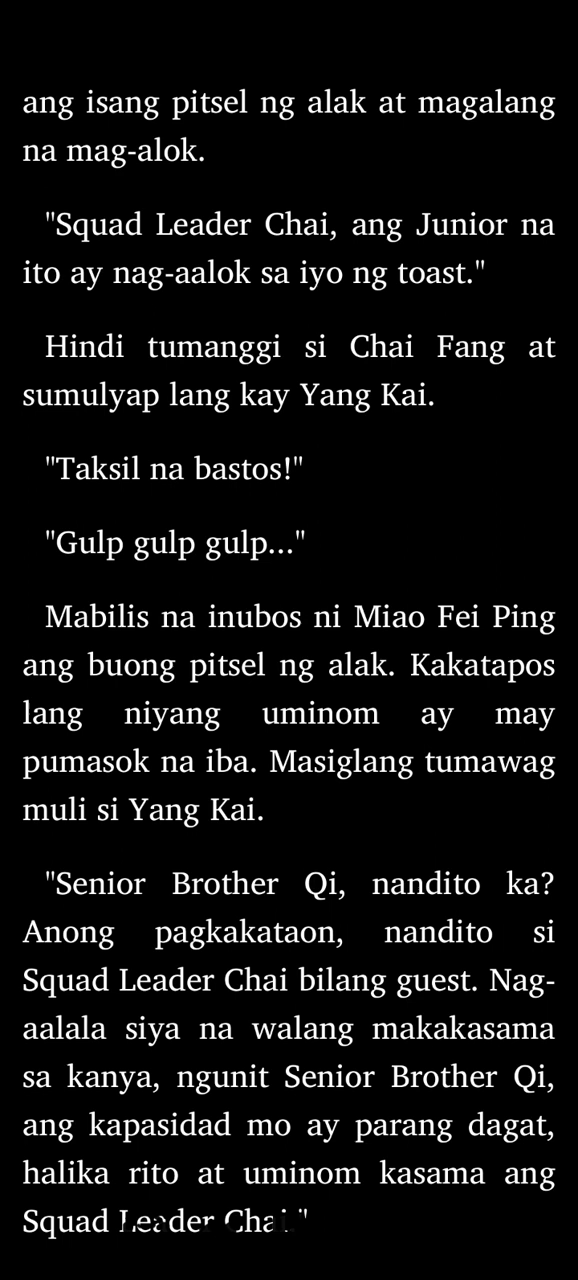 ang isang pitsel ng alak at magalang
na mag-alok.
"Squad Leader Chai, ang Junior na
ito ay nag-aalok sa iyo ng toast."
Hindi tumanggi si Chai Fang at
sumulyap lang kay Yang Kai.
"Taksil na bastos!"
"Gulp gulp gulp..."
Mabilis na inubos ni Miao Fei Ping
ang buong pitsel ng alak. Kakatapos
lang niyang uminom ay may
pumasok na iba. Masiglang tumawag
muli si Yang Kai.
"Senior Brother Qi, nandito ka?
Anong pagkakataon, nandito si
Squad Leader Chai bilang guest. Nag-
aalala siya na walang makakasama
sa kanya, ngunit Senior Brother Qi,
ang kapasidad mo ay parang dagat,
halika rito at uminom kasama ang
Squad Leader Chai."